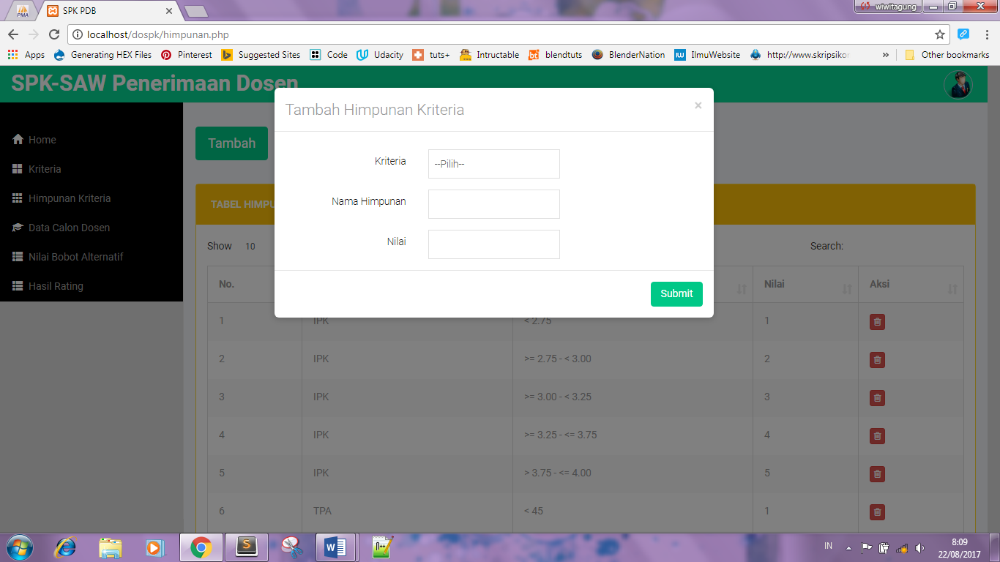 PMA SPK PDB wiwitagung
localhost/dospk/himpunan.php
Apps Generating HEX Files Pinterest Suggested Sites Code Udacity tuts+ Intructable blendtuts BlenderNation IlmuWebsite http://www.skripsiko » Other bookmarks
SPK-SAW Penerimaan Dosen
Tambah Himpunan Kriteria ×
Home
Kriteria
Himpunan Kriteria
Data Calon Dosen
Nilai Bobot Alternatif
Hasil Rating
Tambah
Kriteria --Pilih--
Nama Himpunan
Nilai
Submit
TABEL HIMPU
Show 10 Search:
No. Nilai Aksi
1 IPK < 2.75 1
2 IPK >= 2.75 - < 3.00 2
3 IPK >= 3.00 - < 3.25 3
4 IPK >= 3.25 - <= 3.75 4
5 IPK > 3.75 - <= 4.00 5
6 TPA < 45 1
IN 8:09
22/08/2017